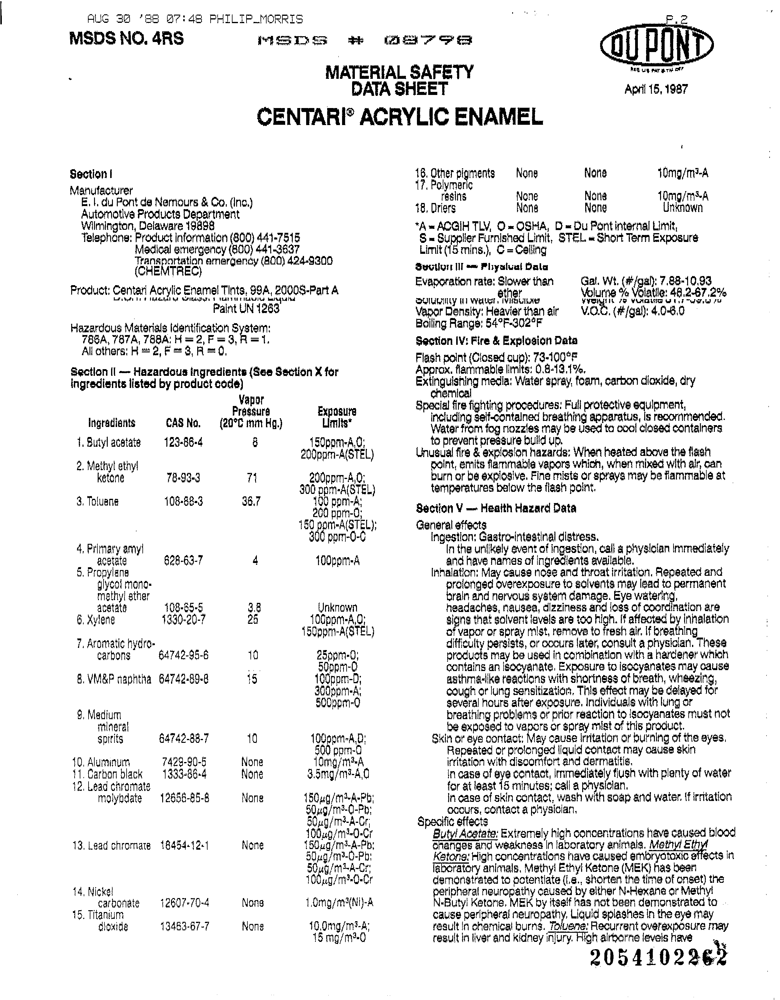 AUG 30 '88 07:48 PHILIP_MORRIS
P.2
MSDS NO. 4RS
MSDS # 08798
DU PONT
MATERIAL SAFETY
DATA SHEET
April 15, 1987
CENTARI® ACRYLIC ENAMEL
Section I
Manufacturer
E. I. du Pont de Nemours & Co. (Inc.)
Automotive Products Department
Wilmington, Delaware 19898
Telephone: Product information (800) 441-7515
Medical emergency (800) 441-3637
Transportation emergency (800) 424-9300
(CHEMTREC)
Product: Centari Acrylic Enamel Tints, 99A, 2000S-Part A
D.O.T. Hazard Class: Flammable Liquid
Paint UN 1263
Hazardous Materials Identification System:
786A, 787A, 788A: H = 2, F = 3, R = 1.
All others: H = 2, F = 3, R = 0.
Section II — Hazardous Ingredients (See Section X for
ingredients listed by product code)
Vapor
Pressure Exposure
Ingredients CAS No. (20°C mm Hg.) Limits*
1. Butyl acetate 123-86-4 8 150ppm-A,O;
200ppm-A(STEL)
2. Methyl ethyl
ketone 78-93-3 71 200ppm-A,O;
300 ppm-A(STEL)
3. Toluene 108-88-3 36.7 100 ppm-A;
200 ppm-O;
150 ppm-A(STEL);
300 ppm-O-C
4. Primary amyl
acetate 628-63-7 4 100ppm-A
5. Propylene
glycol mono-
methyl ether
acetate 108-65-5 3.8 Unknown
6. Xylene 1330-20-7 25 100ppm-A,O;
150ppm-A(STEL)
7. Aromatic hydro-
carbons 64742-95-6 10 25ppm-O;
50ppm-D
8. VM&P naphtha 64742-89-8 15 100ppm-D;
300ppm-A;
500ppm-O
9. Medium
mineral
spirits 64742-88-7 10 100ppm-A,D;
500 ppm-O
10. Aluminum 7429-90-5 None 10mg/m³-A
11. Carbon black 1333-86-4 None 3.5mg/m³-A,O
12. Lead chromate
molybdate 12656-85-8 None 150µg/m³-A-Pb;
50µg/m³-O-Pb;
50µg/m³-A-Cr;
100µg/m³-O-Cr
13. Lead chromate 18454-12-1 None 150µg/m³-A-Pb;
50µg/m³-O-Pb;
50µg/m³-A-Cr;
100µg/m³-O-Cr
14. Nickel
carbonate 12607-70-4 None 1.0mg/m³(Ni)-A
15. Titanium
dioxide 13463-67-7 None 10.0mg/m³-A;
15 mg/m³-O
16. Other pigments None None 10mg/m³-A
17. Polymeric
resins None None 10mg/m³-A
18. Driers None None Unknown
*A = ACGIH TLV, O = OSHA, D = Du Pont internal Limit,
S = Supplier Furnished Limit, STEL = Short Term Exposure
Limit (15 mins.), C = Ceiling
Section III — Physical Data
Evaporation rate: Slower than Gal. Wt. (#/gal): 7.88-10.93
ether Volume % Volatile: 48.2-67.2%
Solubility in water: Miscible Weight % Volatile
Vapor Density: Heavier than air V.O.C. (#/gal): 4.0-6.0
Boiling Range: 54°F-302°F
Section IV: Fire & Explosion Data
Flash point (Closed cup): 73-100°F
Approx. flammable limits: 0.8-13.1%.
Extinguishing media: Water spray, foam, carbon dioxide, dry
chemical
Special fire fighting procedures: Full protective equipment,
including self-contained breathing apparatus, is recommended.
Water from fog nozzles may be used to cool closed containers
to prevent pressure build up.
Unusual fire & explosion hazards: When heated above the flash
point, emits flammable vapors which, when mixed with air, can
burn or be explosive. Fine mists or sprays may be flammable at
temperatures below the flash point.
Section V — Health Hazard Data
General effects
Ingestion: Gastro-intestinal distress.
In the unlikely event of ingestion, call a physician immediately
and have names of ingredients available.
Inhalation: May cause nose and throat irritation. Repeated and
prolonged overexposure to solvents may lead to permanent
brain and nervous system damage. Eye watering,
headaches, nausea, dizziness and loss of coordination are
signs that solvent levels are too high. If affected by inhalation
of vapor or spray mist, remove to fresh air. If breathing
difficulty persists, or occurs later, consult a physician. These
products may be used in combination with a hardener which
contains an isocyanate. Exposure to isocyanates may cause
asthma-like reactions with shortness of breath, wheezing,
cough or lung sensitization. This effect may be delayed for
several hours after exposure. Individuals with lung or
breathing problems or prior reaction to isocyanates must not
be exposed to vapors or spray mist of this product.
Skin or eye contact: May cause irritation or burning of the eyes.
Repeated or prolonged liquid contact may cause skin
irritation with discomfort and dermatitis.
In case of eye contact, immediately flush with plenty of water
for at least 15 minutes; call a physician.
In case of skin contact, wash with soap and water. If irritation
occurs, contact a physician.
Specific effects
Butyl Acetate: Extremely high concentrations have caused blood
changes and weakness in laboratory animals. Methyl Ethyl
Ketone: High concentrations have caused embryotoxic effects in
laboratory animals. Methyl Ethyl Ketone (MEK) has been
demonstrated to potentiate (i.e., shorten the time of onset) the
peripheral neuropathy caused by either N-Hexane or Methyl
N-Butyl Ketone. MEK by itself has not been demonstrated to
cause peripheral neuropathy. Liquid splashes in the eye may
result in chemical burns. Toluene: Recurrent overexposure may
result in liver and kidney injury. High airborne levels have
2054102262